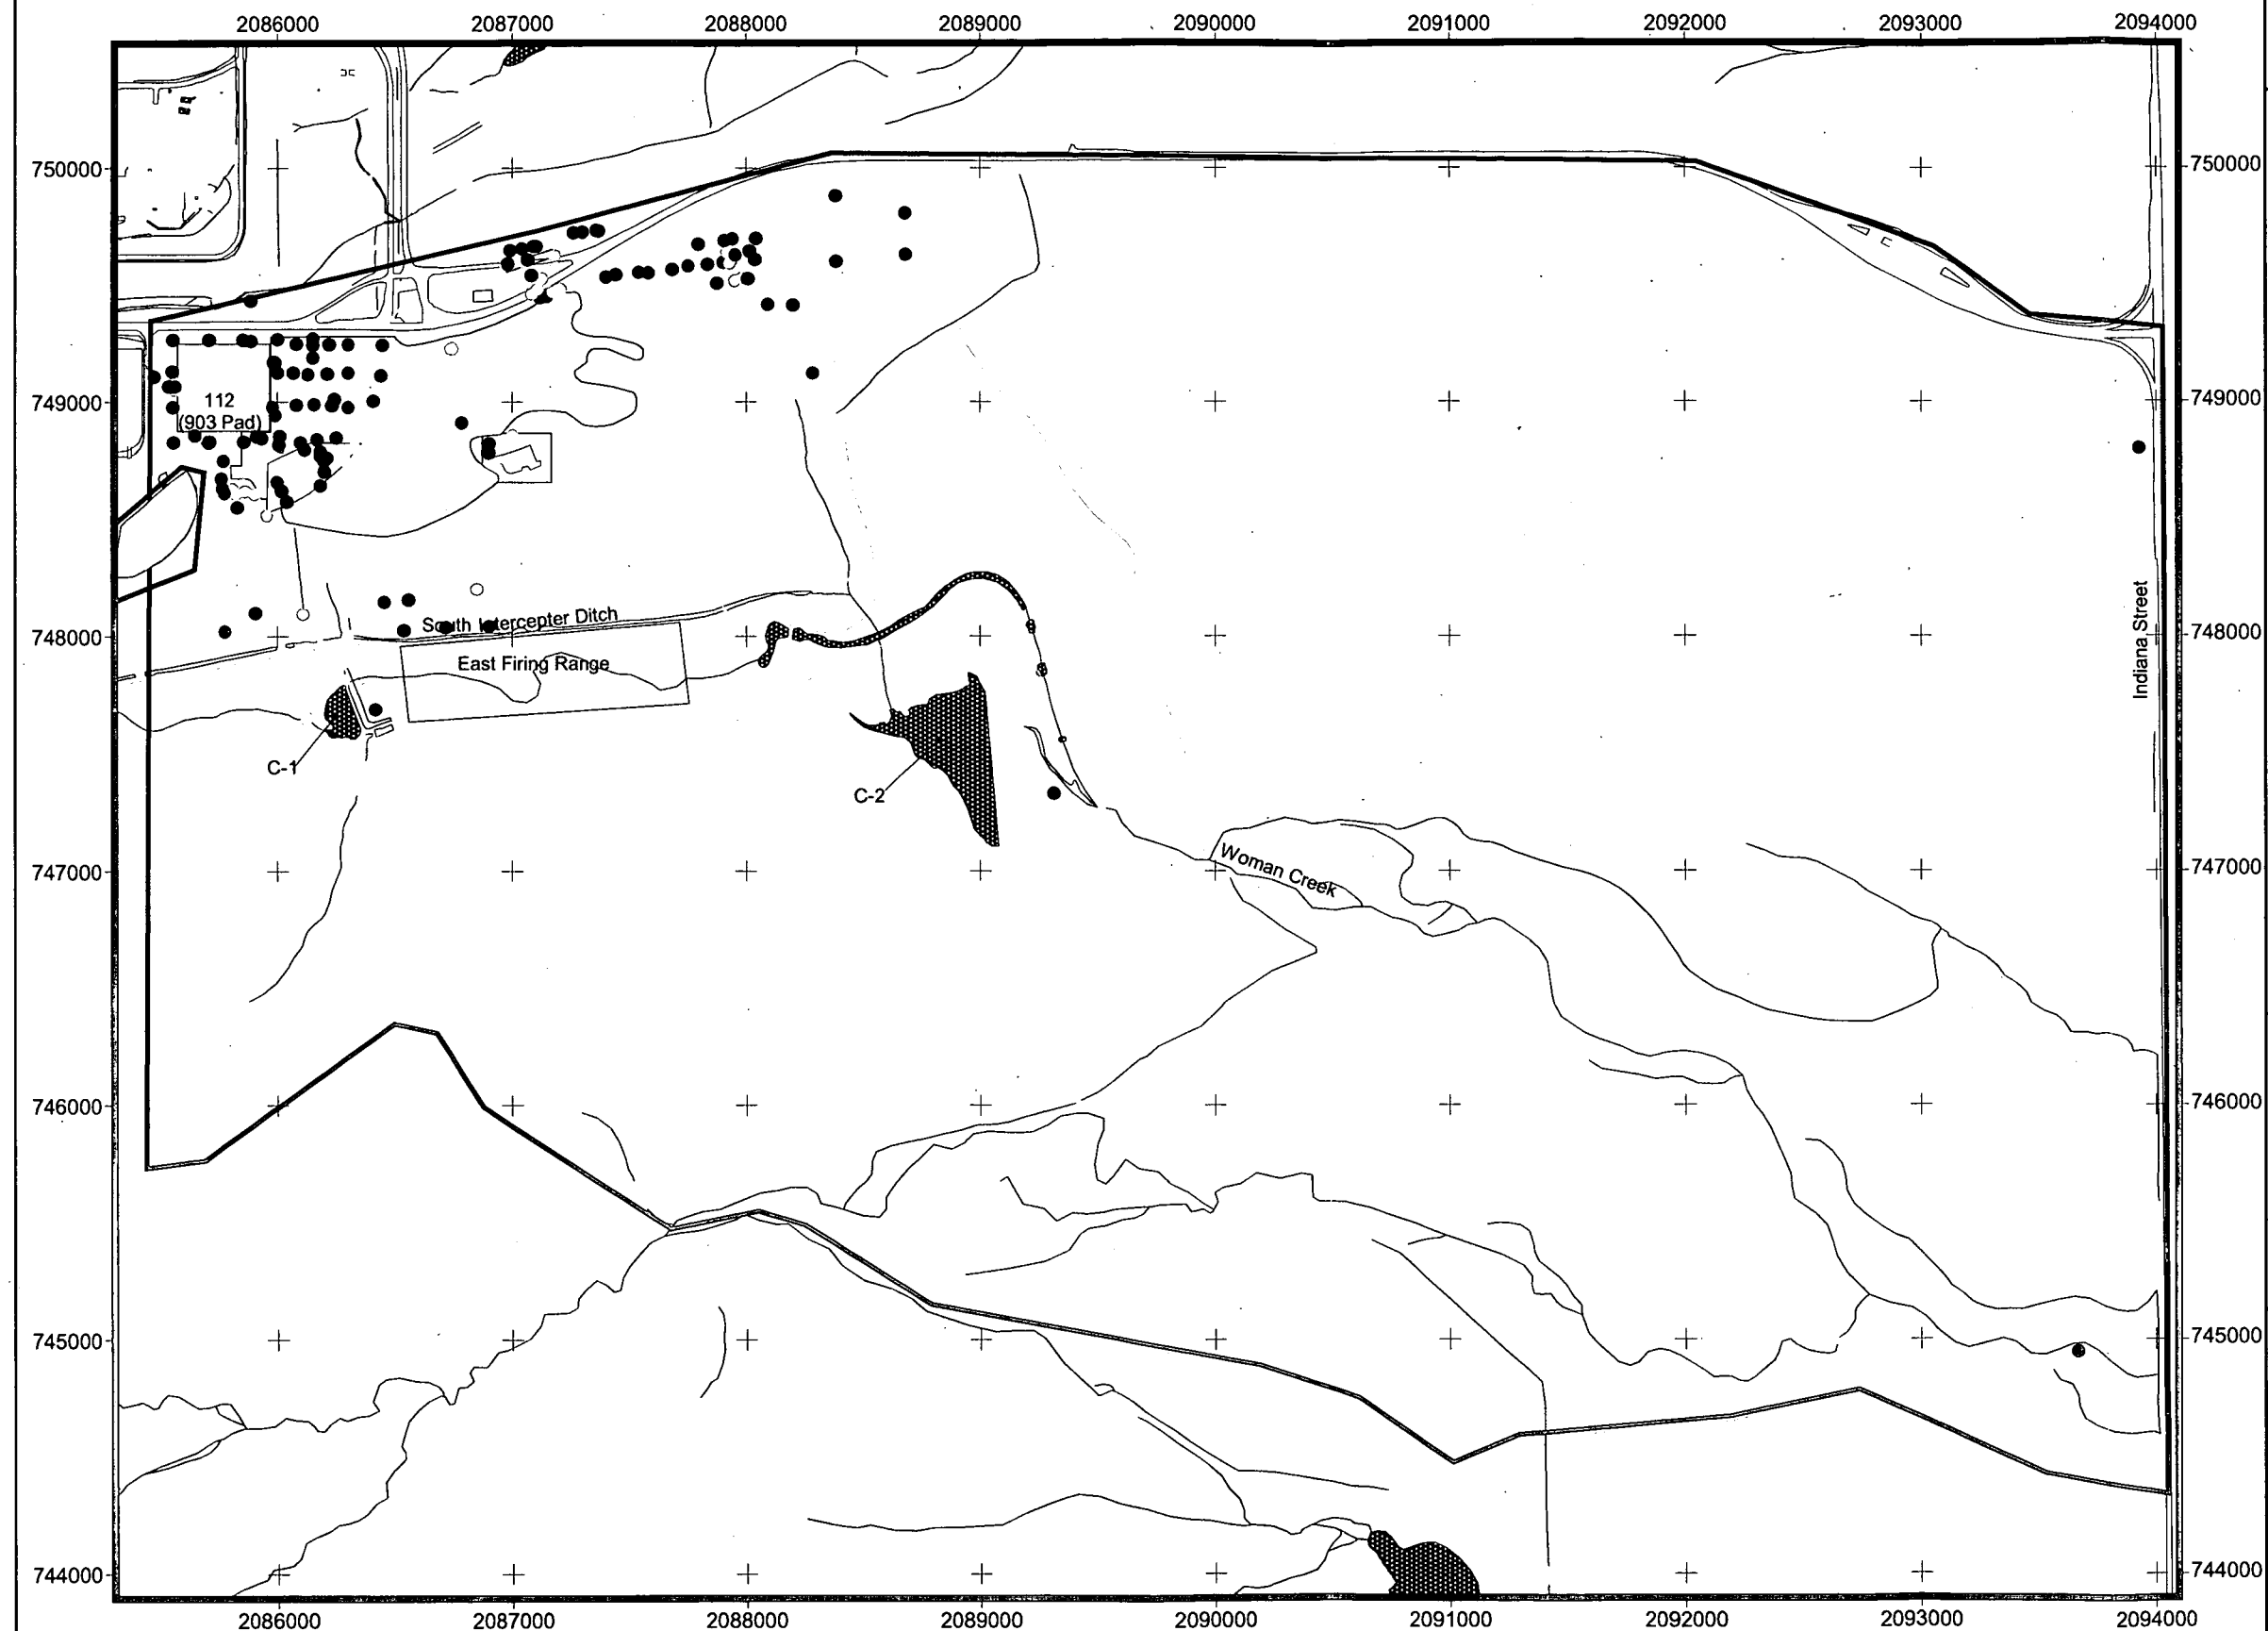 2086000 2087000 2088000 2089000 2090000 2091000 2092000 2093000 2094000
750000 750000
112
(903 Pad)
749000 749000
South Intercepter Ditch
748000 748000
East Firing Range
Indiana Street
C-1
C-2
747000 747000
Woman Creek
746000 746000
745000 745000
744000 744000
2086000 2087000 2088000 2089000 2090000 2091000 2092000 2093000 2094000